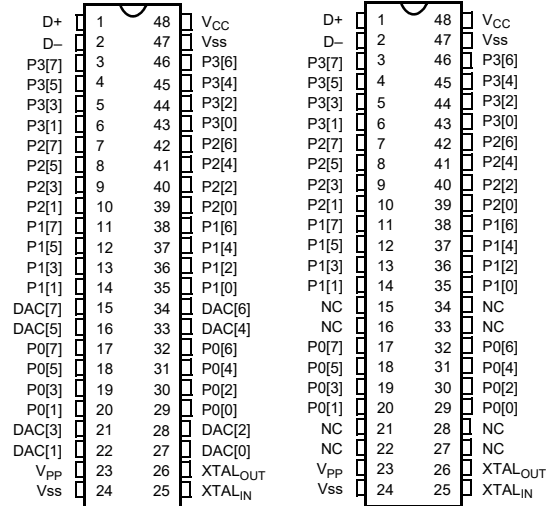 D+ 1 48 VCC D+ 1 48 VCC
D– 2 47 Vss D– 2 47 Vss
P3[7] 3 46 P3[6] P3[7] 3 46 P3[6]
P3[5] 4 45 P3[4] P3[5] 4 45 P3[4]
P3[3] 5 44 P3[2] P3[3] 5 44 P3[2]
P3[1] 6 43 P3[0] P3[1] 6 43 P3[0]
P2[7] 7 42 P2[6] P2[7] 7 42 P2[6]
P2[5] 8 41 P2[4] P2[5] 8 41 P2[4]
P2[3] 9 40 P2[2] P2[3] 9 40 P2[2]
P2[1] 10 39 P2[0] P2[1] 10 39 P2[0]
P1[7] 11 38 P1[6] P1[7] 11 38 P1[6]
P1[5] 12 37 P1[4] P1[5] 12 37 P1[4]
P1[3] 13 36 P1[2] P1[3] 13 36 P1[2]
P1[1] 14 35 P1[0] P1[1] 14 35 P1[0]
DAC[7] 15 34 DAC[6] NC 15 34 NC
DAC[5] 16 33 DAC[4] NC 16 33 NC
P0[7] 17 32 P0[6] P0[7] 17 32 P0[6]
P0[5] 18 31 P0[4] P0[5] 18 31 P0[4]
P0[3] 19 30 P0[2] P0[3] 19 30 P0[2]
P0[1] 20 29 P0[0] P0[1] 20 29 P0[0]
DAC[3] 21 28 DAC[2] NC 21 28 NC
DAC[1] 22 27 DAC[0] NC 22 27 NC
VPP 23 26 XTALOUT VPP 23 26 XTALOUT
Vss 24 25 XTALIN Vss 24 25 XTALIN